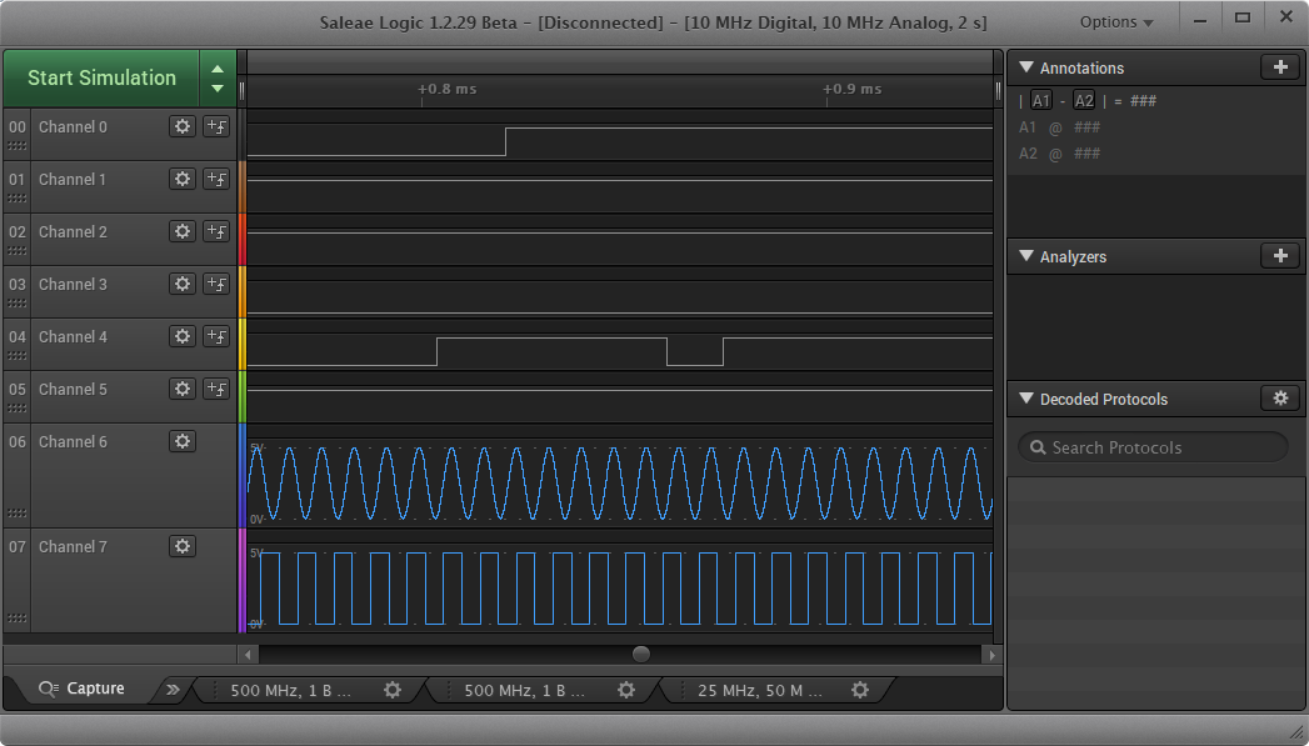 Saleae Logic 1.2.29 Beta - [Disconnected] - [10 MHz Digital, 10 MHz Analog, 2 s]
Options
Start Simulation
+0.8 ms
+0.9 ms
00 Channel 0
01 Channel 1
02 Channel 2
03 Channel 3
04 Channel 4
05 Channel 5
06 Channel 6
5V
0V
07 Channel 7
5V
0V
Capture
500 MHz, 1 B ...
500 MHz, 1 B ...
25 MHz, 50 M ...
Annotations
| A1 - A2 | = ###
A1 @ ###
A2 @ ###
Analyzers
Decoded Protocols
Search Protocols